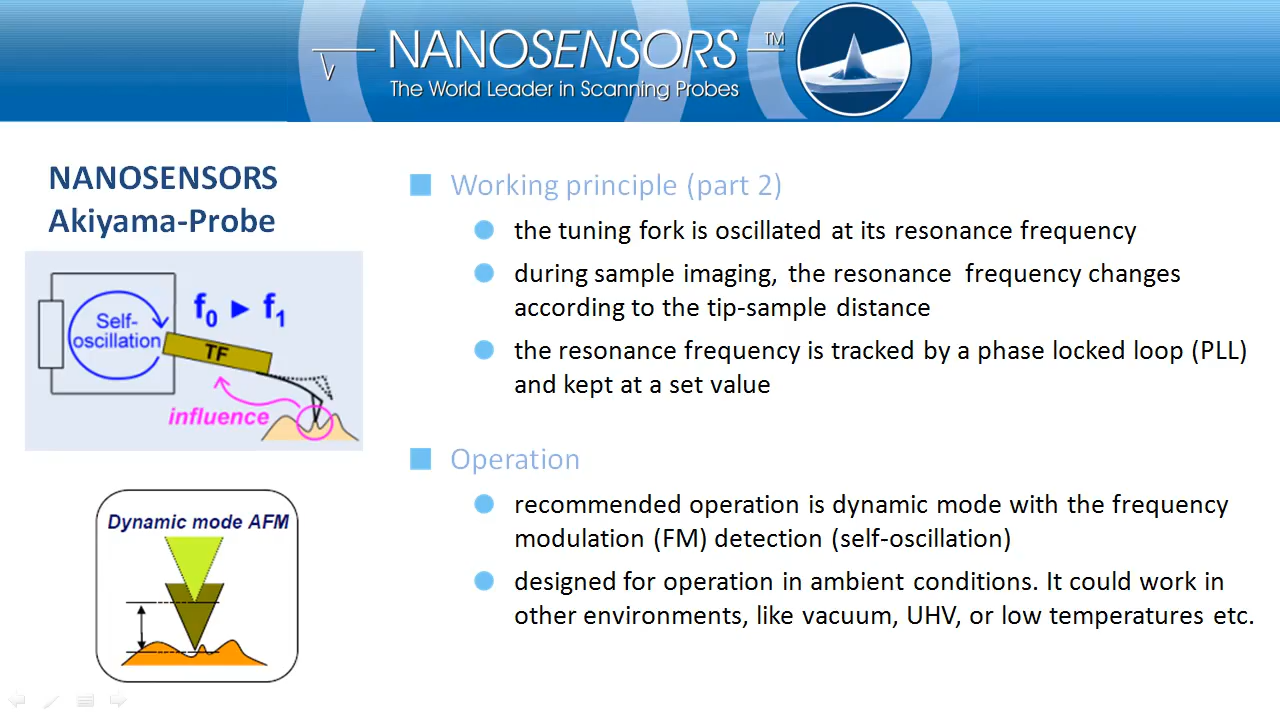 NANOSENSORS TM
The World Leader in Scanning Probes
NANOSENSORS
Akiyama-Probe
Self-
oscillation
f0 ► f1
TF
influence
Dynamic mode AFM
Working principle (part 2)
the tuning fork is oscillated at its resonance frequency
during sample imaging, the resonance frequency changes
according to the tip-sample distance
the resonance frequency is tracked by a phase locked loop (PLL)
and kept at a set value
Operation
recommended operation is dynamic mode with the frequency
modulation (FM) detection (self-oscillation)
designed for operation in ambient conditions. It could work in
other environments, like vacuum, UHV, or low temperatures etc.